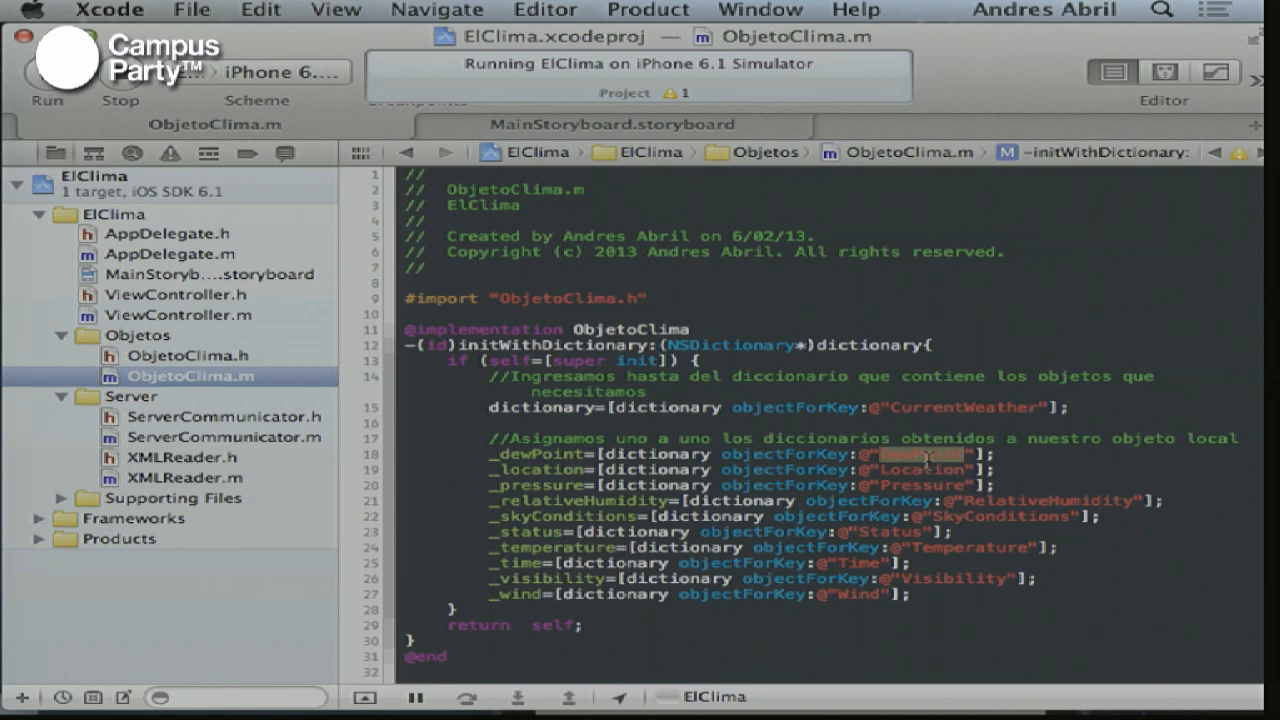 Xcode File Edit View Navigate Editor Product Window Help Andres Abril
Campus
Party™
ElClima.xcodeproj — ObjetoClima.m
iPhone 6....
Running ElClima on iPhone 6.1 Simulator
Project 1
Run Stop Scheme Editor
ObjetoClima.m MainStoryboard.storyboard
ElClima ElClima Objetos ObjetoClima.m -initWithDictionary:
ElClima
1 target, iOS SDK 6.1
ElClima
AppDelegate.h
AppDelegate.m
MainStoryb....storyboard
ViewController.h
ViewController.m
Objetos
ObjetoClima.h
ObjetoClima.m
Server
ServerCommunicator.h
ServerCommunicator.m
XMLReader.h
XMLReader.m
Supporting Files
Frameworks
Products
1 //
2 // ObjetoClima.m
3 // ElClima
4 //
5 // Created by Andres Abril on 6/02/13.
6 // Copyright (c) 2013 Andres Abril. All rights reserved.
7 //
8
9 #import "ObjetoClima.h"
10
11 @implementation ObjetoClima
12 -(id)initWithDictionary:(NSDictionary*)dictionary{
13 if (self=[super init]) {
14 //Ingresamos hasta del diccionario que contiene los objetos que
necesitamos
15 dictionary=[dictionary objectForKey:@"CurrentWeather"];
16
17 //Asignamos uno a uno los diccionarios obtenidos a nuestro objeto local
18 _dewPoint=[dictionary objectForKey:@""];
19 _location=[dictionary objectForKey:@"Location"];
20 _pressure=[dictionary objectForKey:@"Pressure"];
21 _relativeHumidity=[dictionary objectForKey:@"RelativeHumidity"];
22 _skyConditions=[dictionary objectForKey:@"SkyConditions"];
23 _status=[dictionary objectForKey:@"Status"];
24 _temperature=[dictionary objectForKey:@"Temperature"];
25 _time=[dictionary objectForKey:@"Time"];
26 _visibility=[dictionary objectForKey:@"Visibility"];
27 _wind=[dictionary objectForKey:@"Wind"];
28 }
29 return self;
30 }
31 @end
32
ElClima